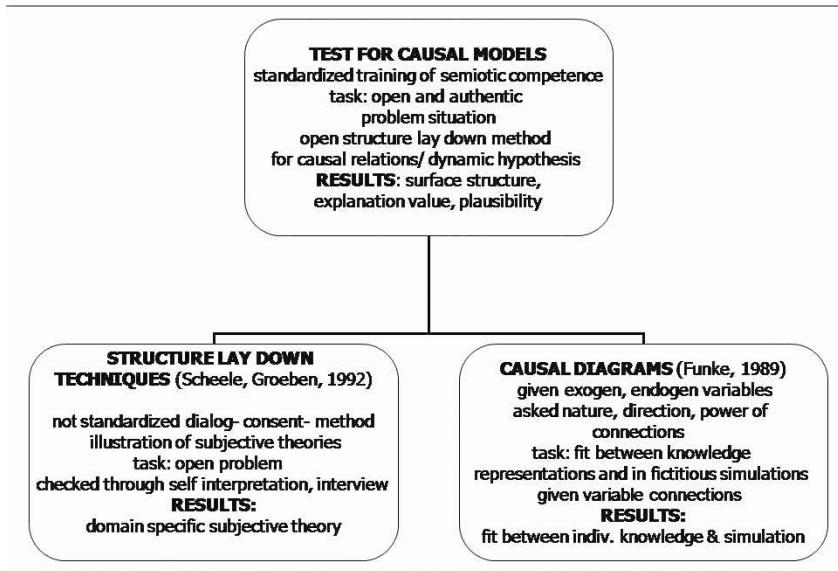 TEST FOR CAUSAL MODELS
standardized training of semiotic competence
task: open and authentic
problem situation
open structure lay down method
for causal relations/ dynamic hypothesis
RESULTS: surface structure,
explanation value, plausibility
STRUCTURE LAY DOWN
TECHNIQUES (Scheele, Groeben, 1992)
not standardized dialog- consent- method
illustration of subjective theories
task: open problem
checked through self interpretation, interview
RESULTS:
domain specific subjective theory
CAUSAL DIAGRAMS (Funke, 1989)
given exogen, endogen variables
asked nature, direction, power of
connections
task: fit between knowledge
representations and in fictitious simulations
given variable connections
RESULTS:
fit between indiv. knowledge & simulation